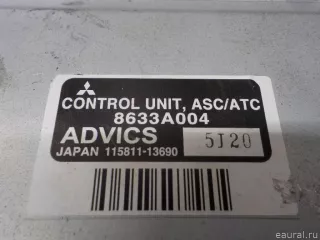 CONTROL UNIT, ASC/ATC
8633A004
ADVICS 5J20
JAPAN 115811-13690
© eaural.ru